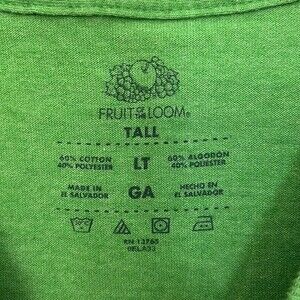 FRUIT OF THE LOOM®
TALL
60% COTTON
40% POLYESTER
LT
60% ALGODON
40% POLIESTER
MADE IN
EL SALVADOR
GA
HECHO EN
EL SALVADOR
RN 13765